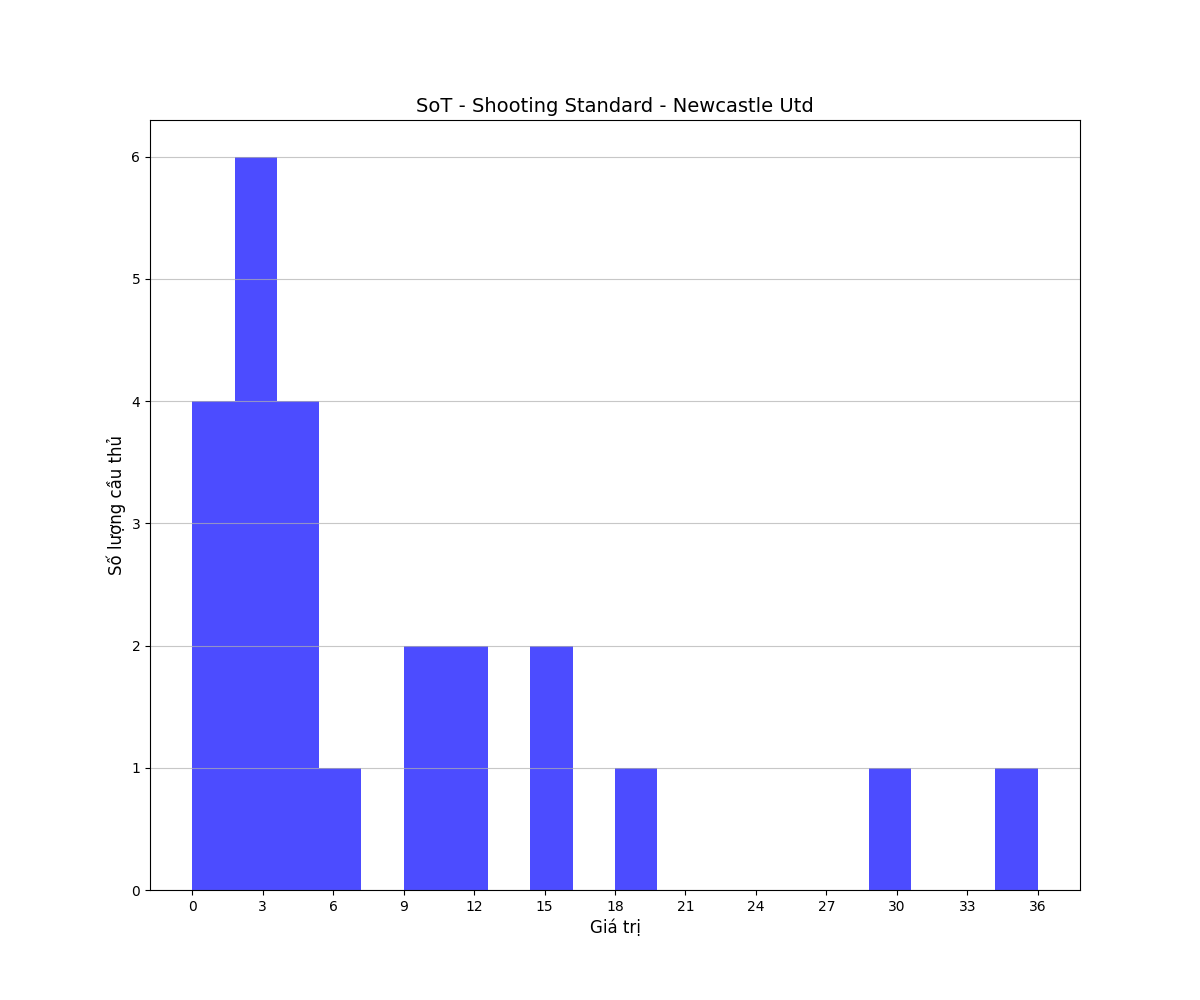 SoT - Shooting Standard - Newcastle Utd
6
5
4
3
2
1
0
Số lượng cầu thủ
0 3 6 9 12 15 18 21 24 27 30 33 36
Giá trị